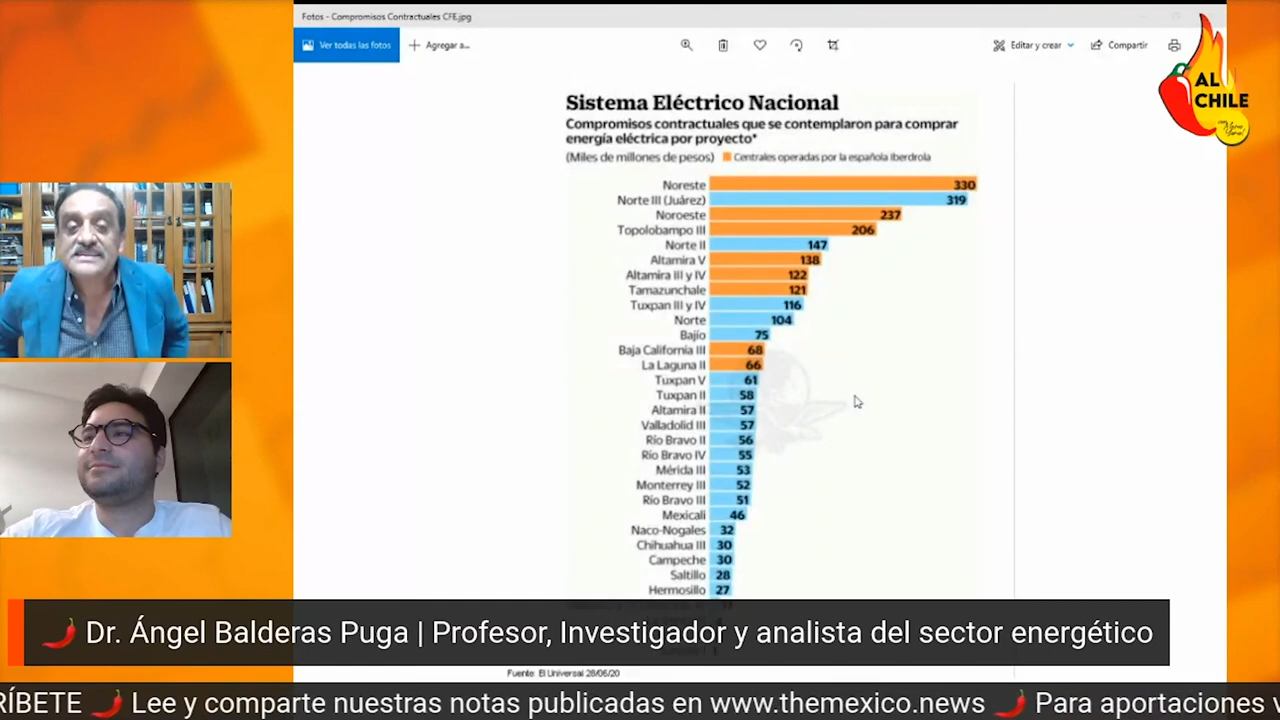 Fotos - Compromisos Contractuales CFE.jpg
Ver todas las fotos
Agregar a...
Editar y crear
Compartir
AL
CHILE
Sistema Eléctrico Nacional
Compromisos contractuales que se contemplaron para comprar
energía eléctrica por proyecto*
(Miles de millones de pesos) Centrales operadas por la española Iberdrola
Noreste 330
Norte III (Juárez) 319
Noroeste 237
Topolobampo III 206
Norte II 147
Altamira V 138
Altamira III y IV 122
Tamazunchale 121
Tuxpan III y IV 116
Norte 104
Bajío 75
Baja California III 68
La Laguna II 66
Tuxpan V 61
Tuxpan II 58
Altamira II 57
Valladolid III 57
Río Bravo II 56
Río Bravo IV 55
Mérida III 53
Monterrey III 52
Río Bravo III 51
Mexicali 46
Naco-Nogales 32
Chihuahua III 30
Campeche 30
Saltillo 28
Hermosillo 27
Dr. Ángel Balderas Puga | Profesor, Investigador y analista del sector energético
Fuente: El Universal 28/06/20
RÍBETE Lee y comparte nuestras notas publicadas en www.themexico.news Para aportaciones